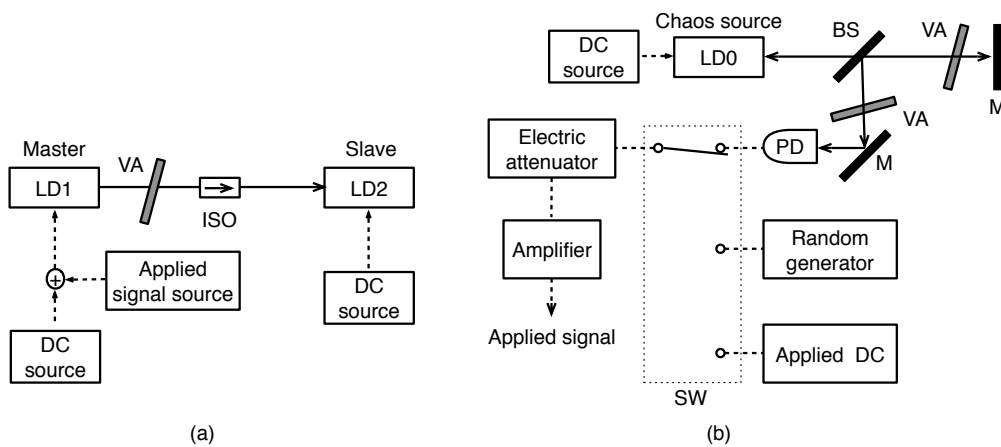 Master
LD1
VA
ISO
Slave
LD2
+
Applied
signal source
DC
source
DC
source
(a)
Chaos source
DC
source
LD0
BS
VA
M
VA
M
PD
Electric
attenuator
Amplifier
Applied signal
Random
generator
Applied DC
SW
(b)